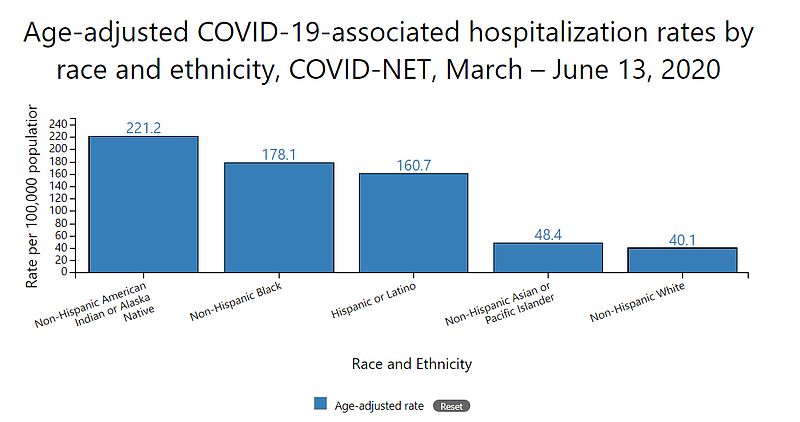 Age-adjusted COVID-19-associated hospitalization rates by
race and ethnicity, COVID-NET, March – June 13, 2020
Rate per 100,000 population
240
220
200
180
160
140
120
100
80
60
40
20
0
221.2
178.1
160.7
48.4
40.1
Non-Hispanic American
Indian or Alaska
Native
Non-Hispanic Black
Hispanic or Latino
Non-Hispanic Asian or
Pacific Islander
Non-Hispanic White
Race and Ethnicity
Age-adjusted rate
Reset